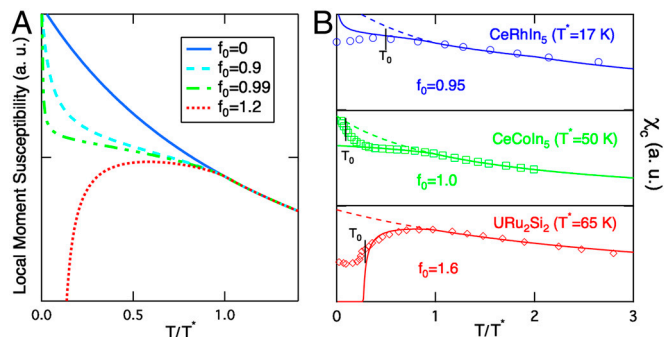 A
Local Moment Susceptibility (a. u.)
f₀=0
f₀=0.9
f₀=0.99
f₀=1.2
0.0
0.5
1.0
T/T*
B
CeRhIn₅ (T*=17 K)
T₀
f₀=0.95
CeCoIn₅ (T*=50 K)
T₀
f₀=1.0
URu₂Si₂ (T*=65 K)
T₀
f₀=1.6
0
1
2
3
T/T*
χc (a. u.)